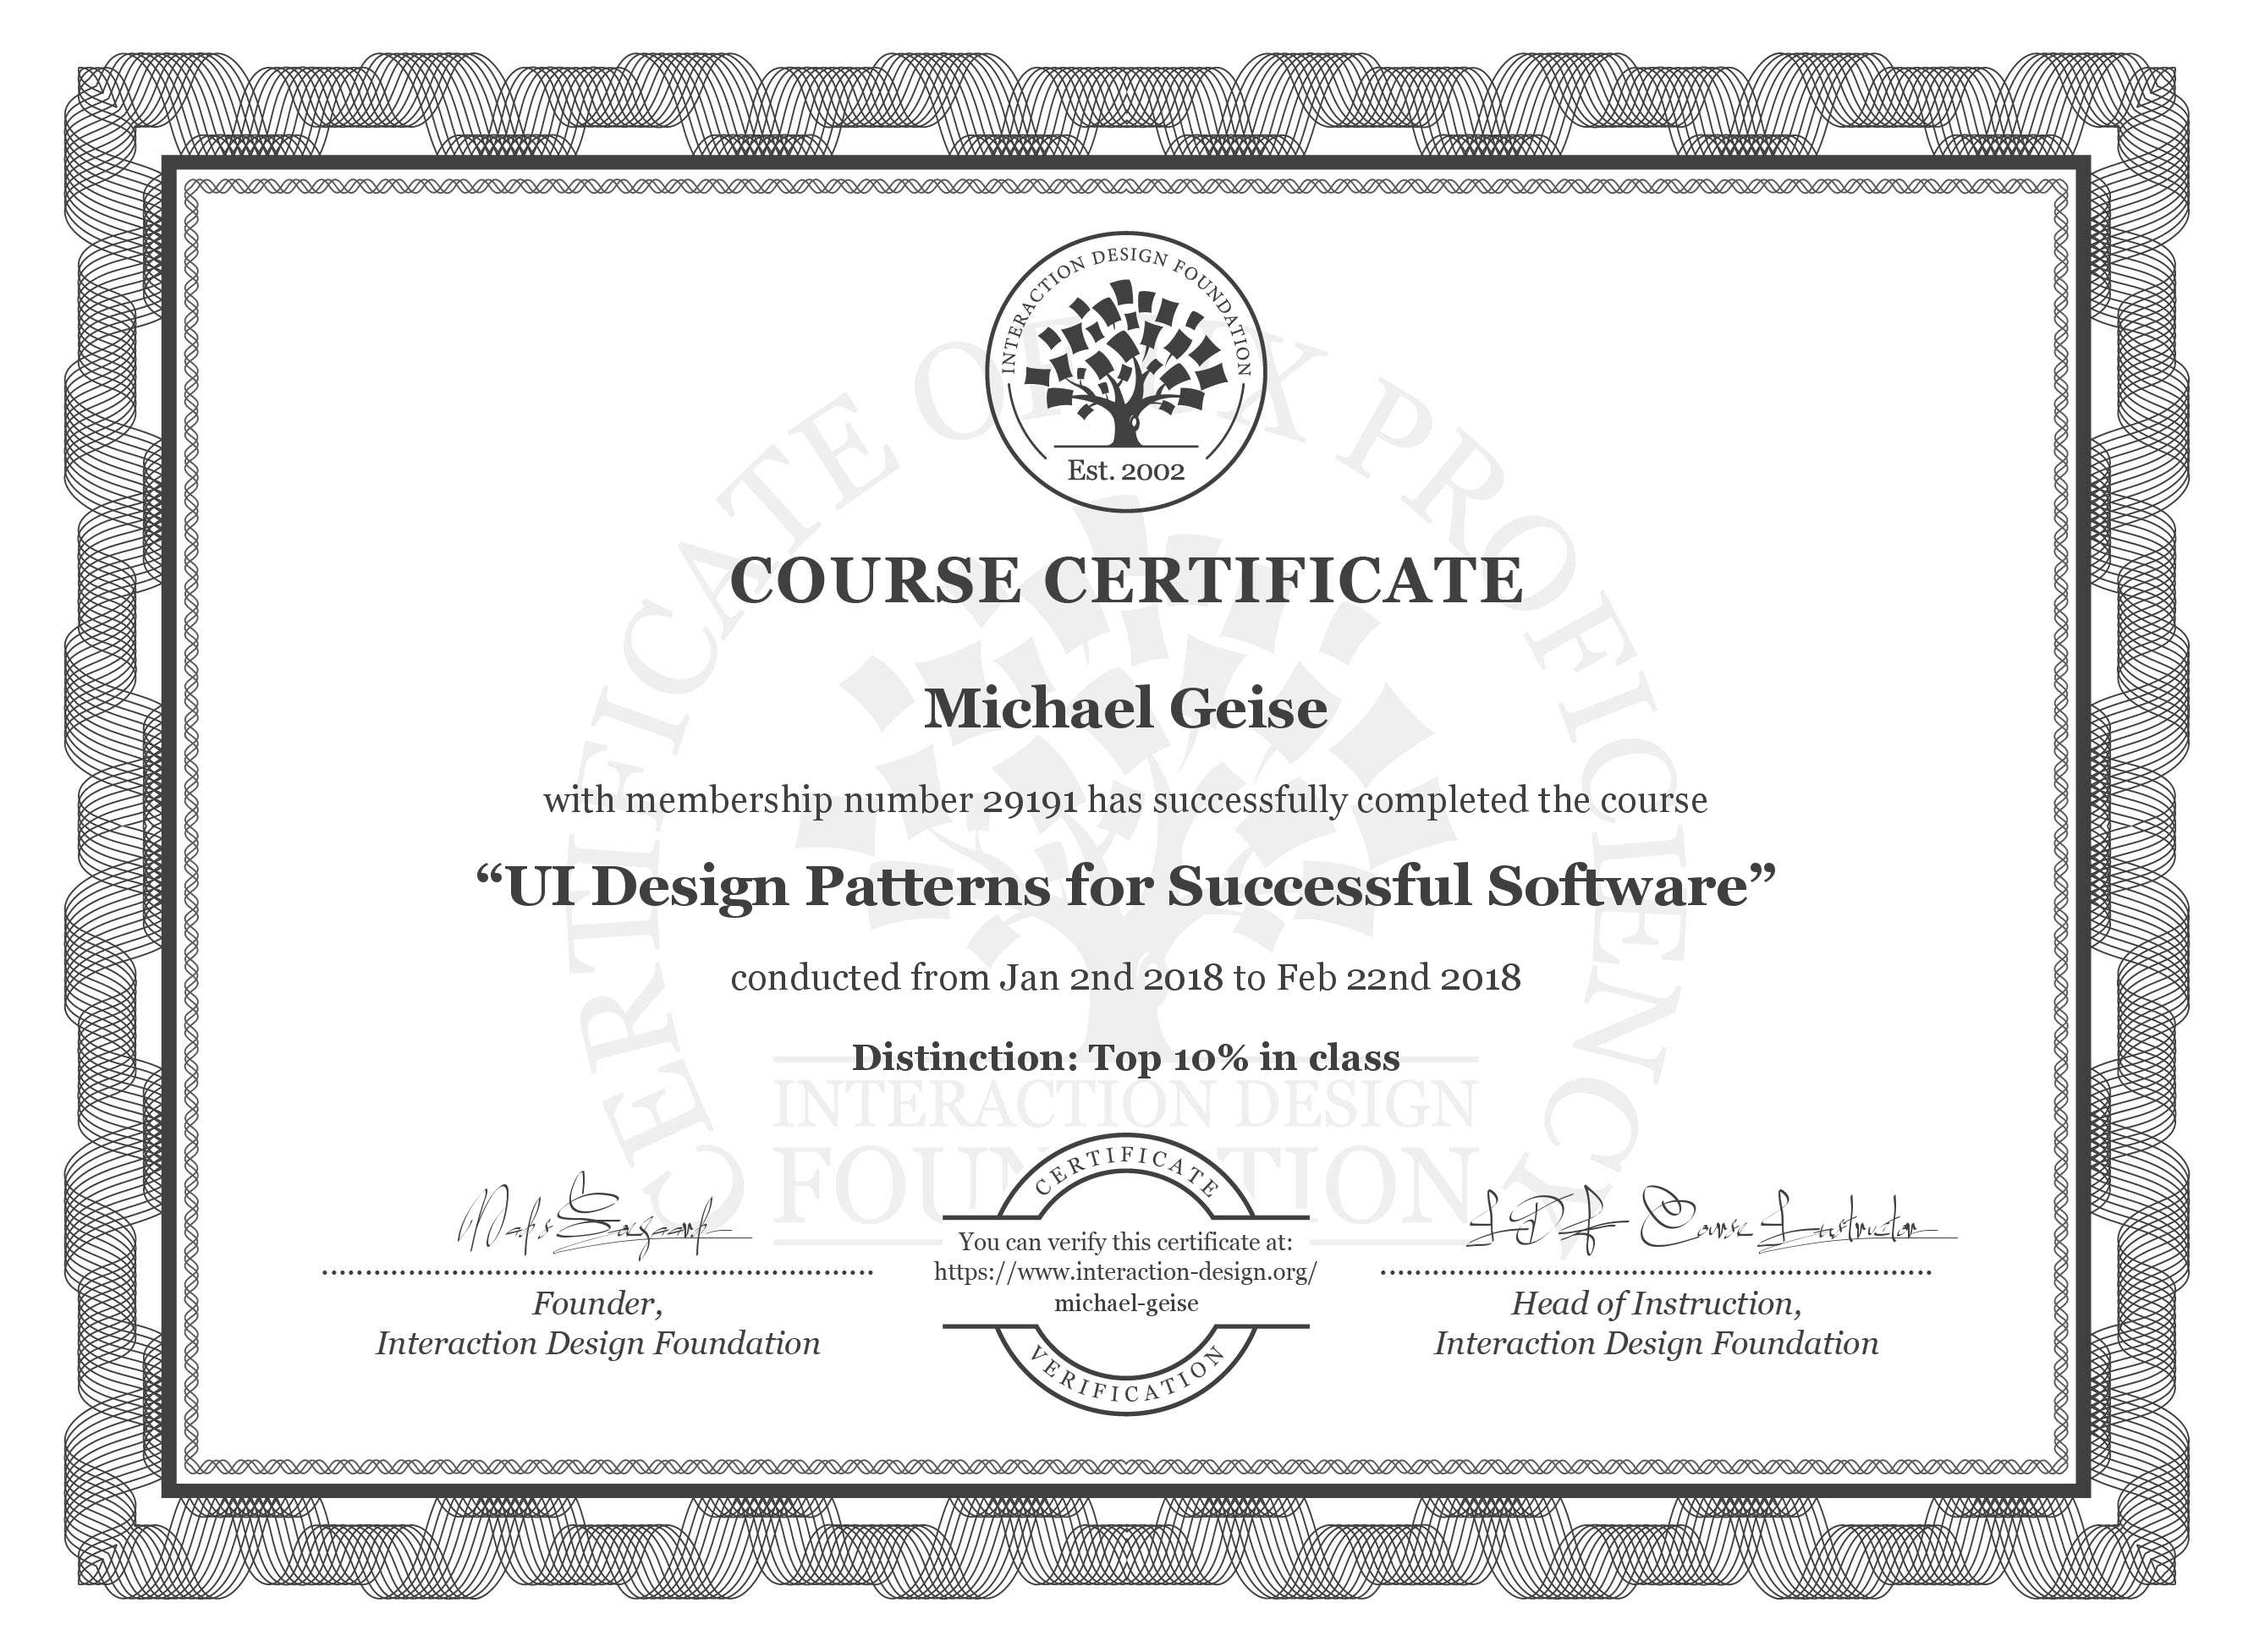 INTERACTION DESIGN FOUNDATION
Est. 2002
CERTIFICATE OF UX PROFICIENCY
COURSE CERTIFICATE
Michael Geise
with membership number 29191 has successfully completed the course
“UI Design Patterns for Successful Software”
conducted from Jan 2nd 2018 to Feb 22nd 2018
Distinction: Top 10% in class
INTERACTION DESIGN
FOUNDATION
CERTIFICATE
You can verify this certificate at:
https://www.interaction-design.org/
michael-geise
VERIFICATION
Founder,
Interaction Design Foundation
IDF Course Instructor
Head of Instruction,
Interaction Design Foundation